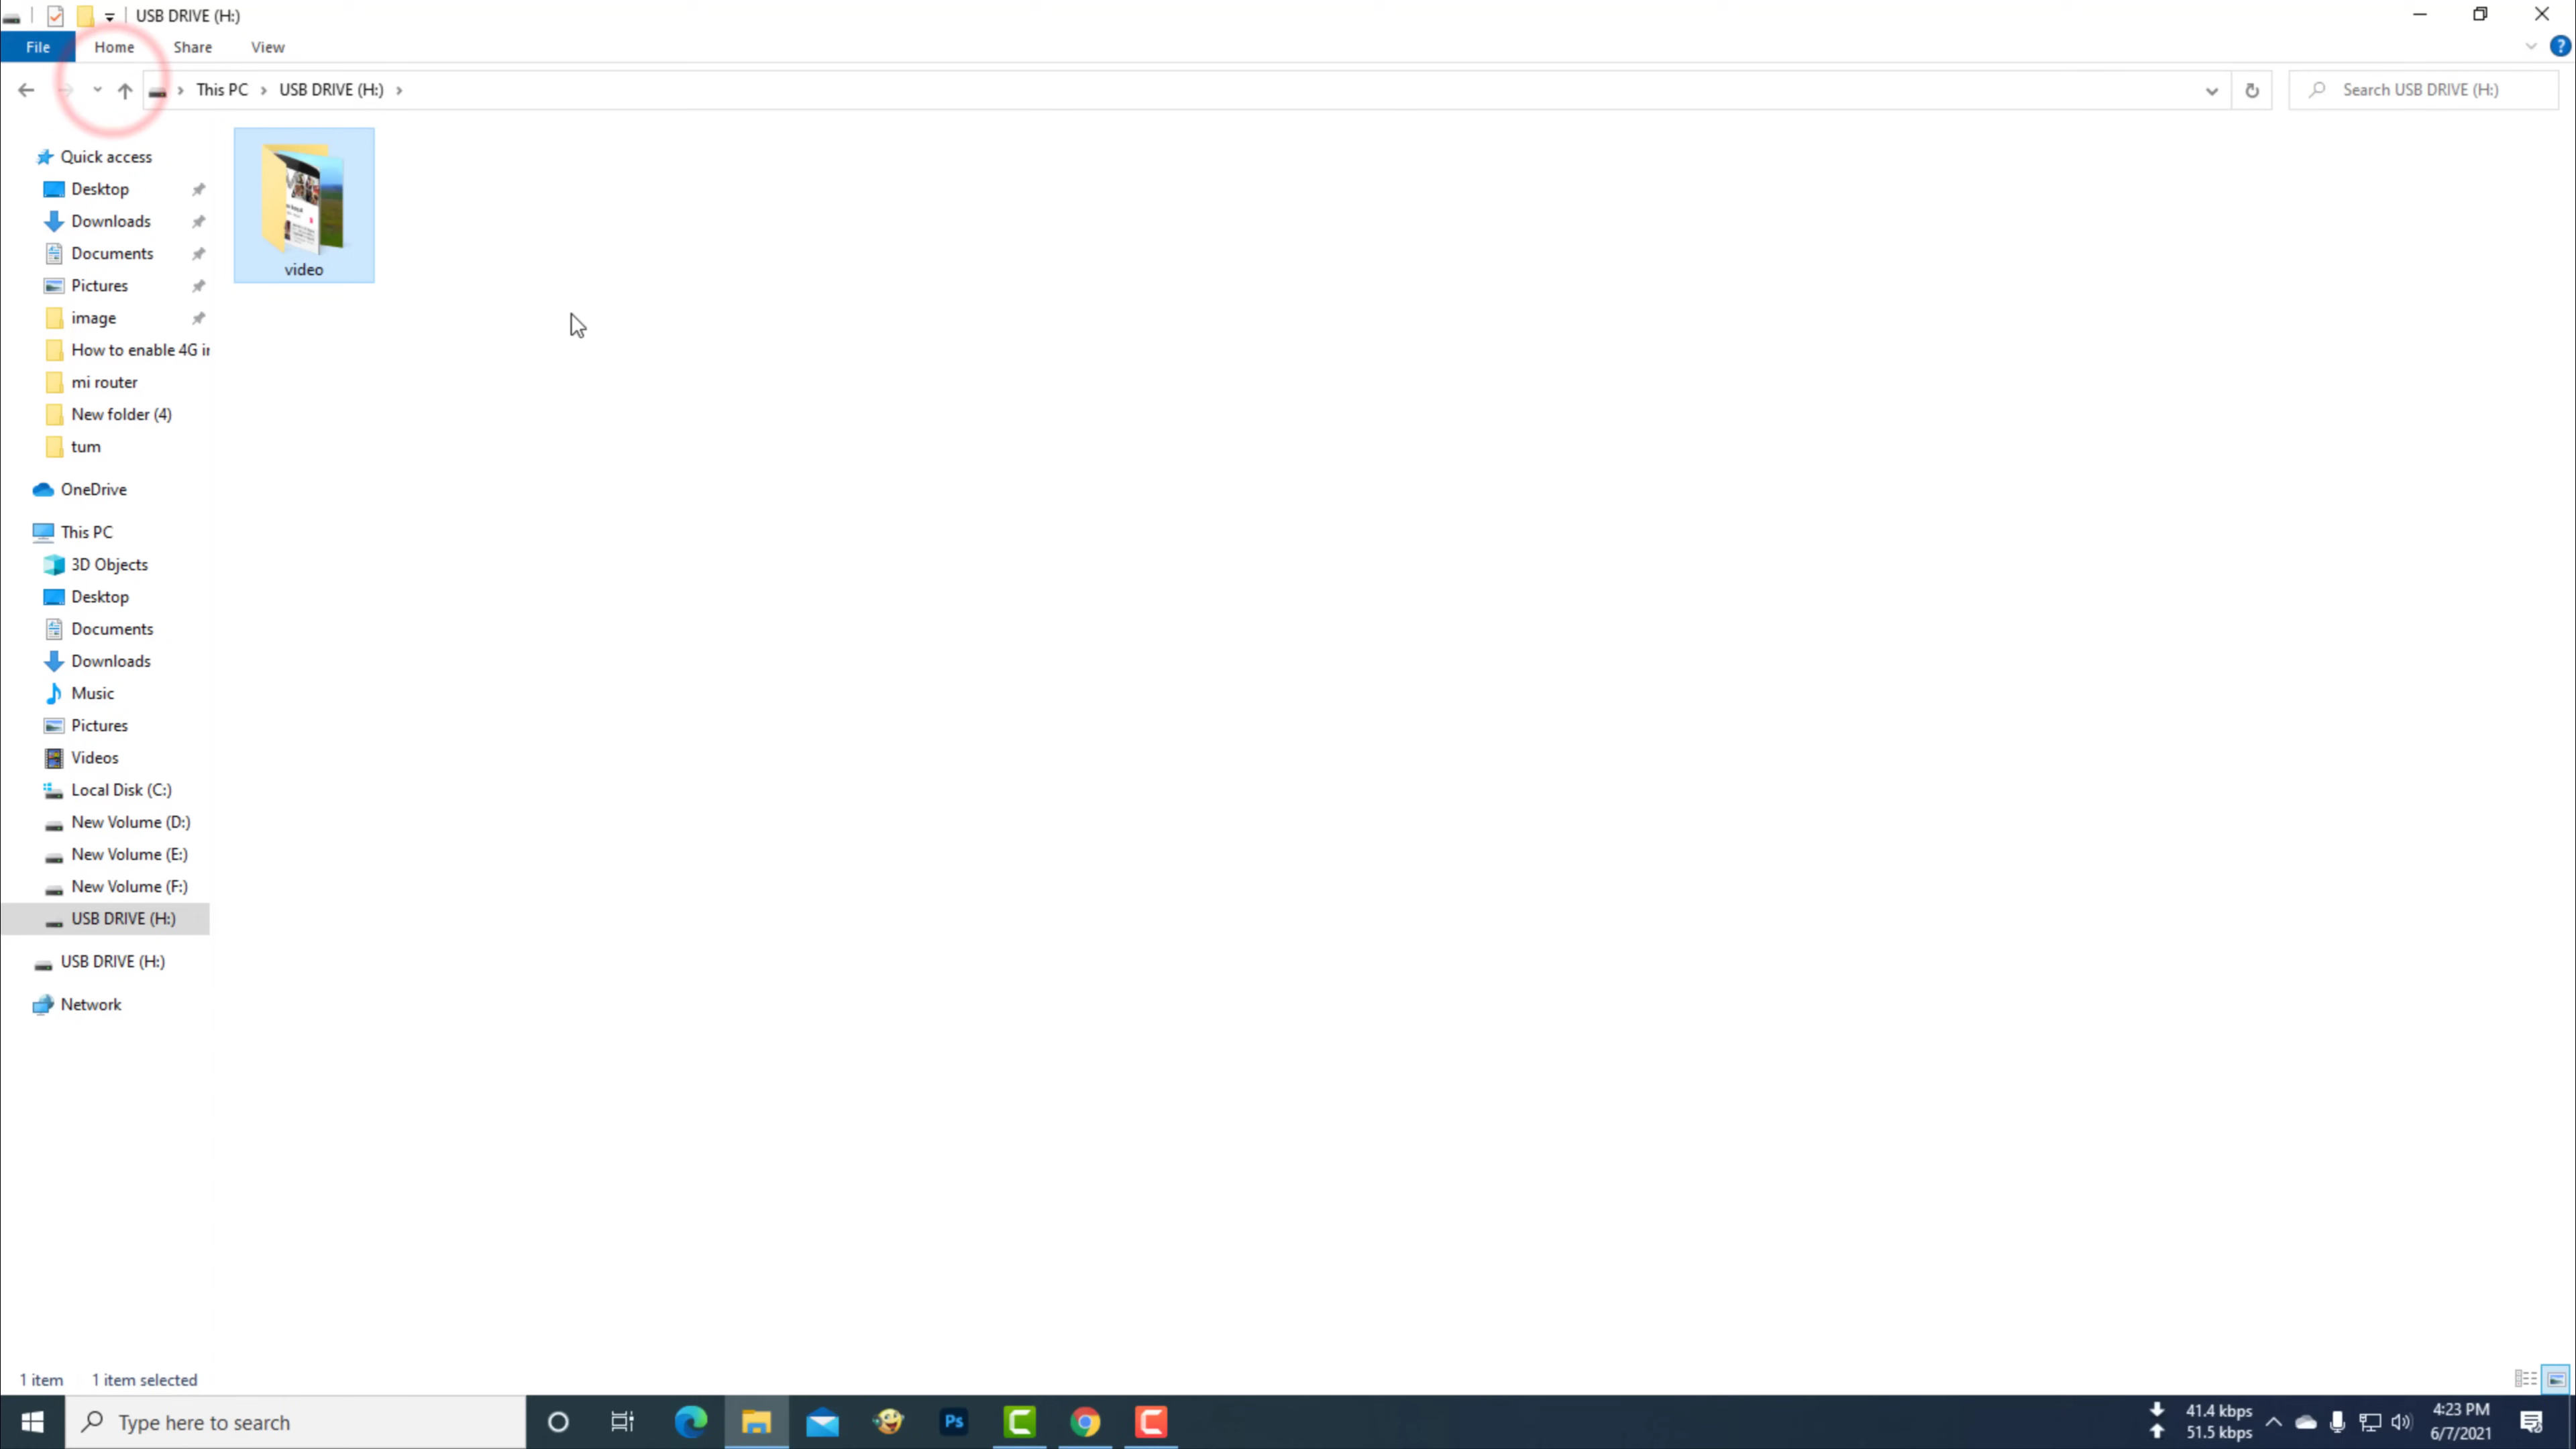 USB DRIVE (H:)
File Home Share View
This PC USB DRIVE (H:) Search USB DRIVE (H:)
Quick access
Desktop
Downloads
Documents
Pictures
image
How to enable 4G in
mi router
New folder (4)
tum
OneDrive
This PC
3D Objects
Desktop
Documents
Downloads
Music
Pictures
Videos
Local Disk (C:)
New Volume (D:)
New Volume (E:)
New Volume (F:)
USB DRIVE (H:)
USB DRIVE (H:)
Network
video
1 item 1 item selected
Type here to search
Ps
41.4 kbps
51.5 kbps
4:23 PM
6/7/2021